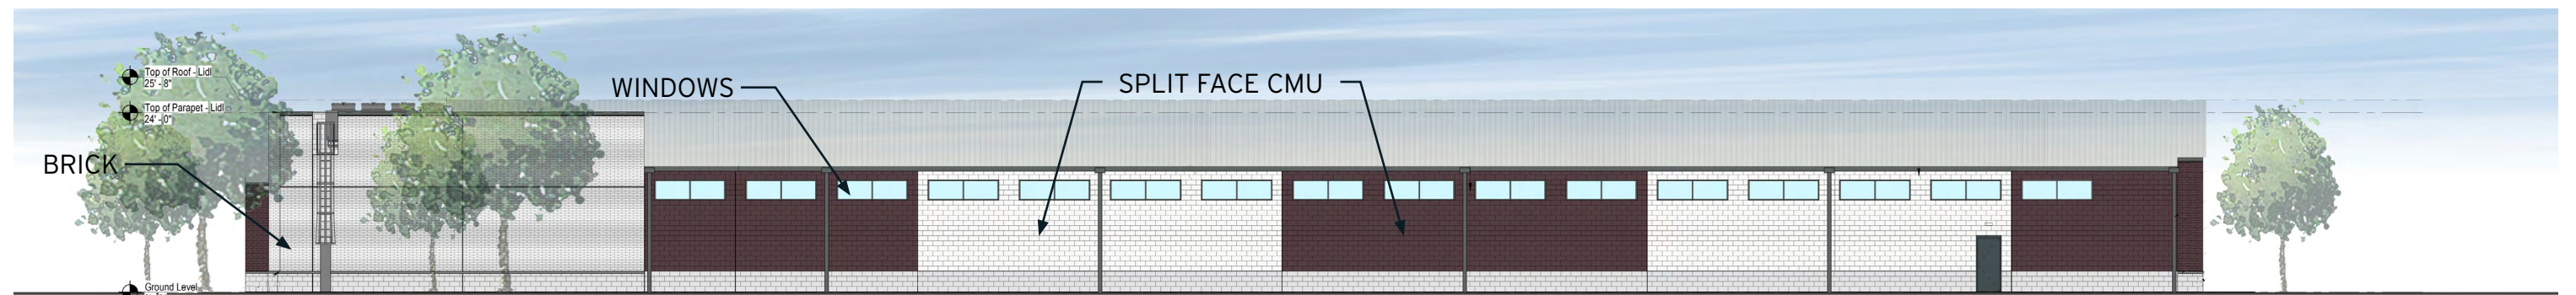 Top of Roof - Lidl
25' - 8"
WINDOWS
SPLIT FACE CMU
Top of Parapet - Lidl
24' - 0"
BRICK
Ground Level